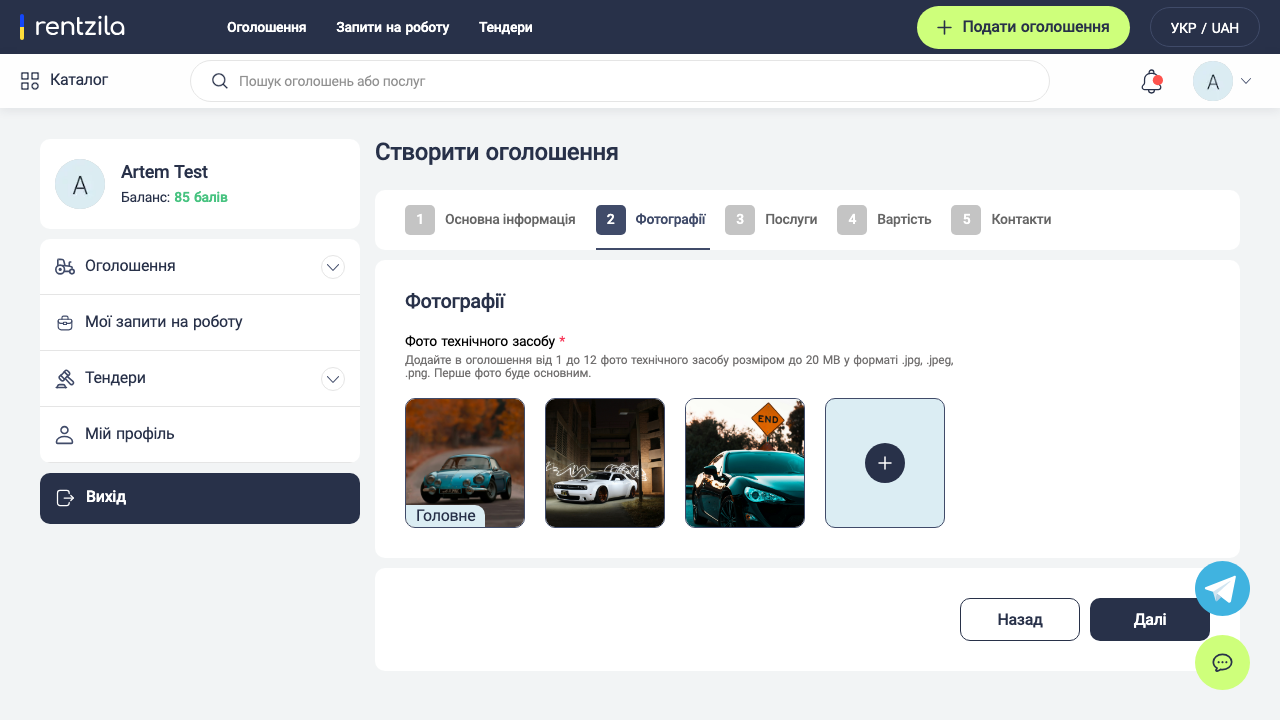 rentzila
Оголошення
Запити на роботу
Тендери
Подати оголошення
УКР / UAH
Каталог
Пошук оголошень або послуг
A
A
Artem Test
Баланс: 85 балів
Оголошення
Мої запити на роботу
Тендери
Мій профіль
Вихід
Створити оголошення
1 Основна інформація
2 Фотографії
3 Послуги
4 Вартість
5 Контакти
Фотографії
Фото технічного засобу *
Додайте в оголошення від 1 до 12 фото технічного засобу розміром до 20 MB у форматі .jpg, .jpeg,
.png. Перше фото буде основним.
END
Головне
Назад
Далі